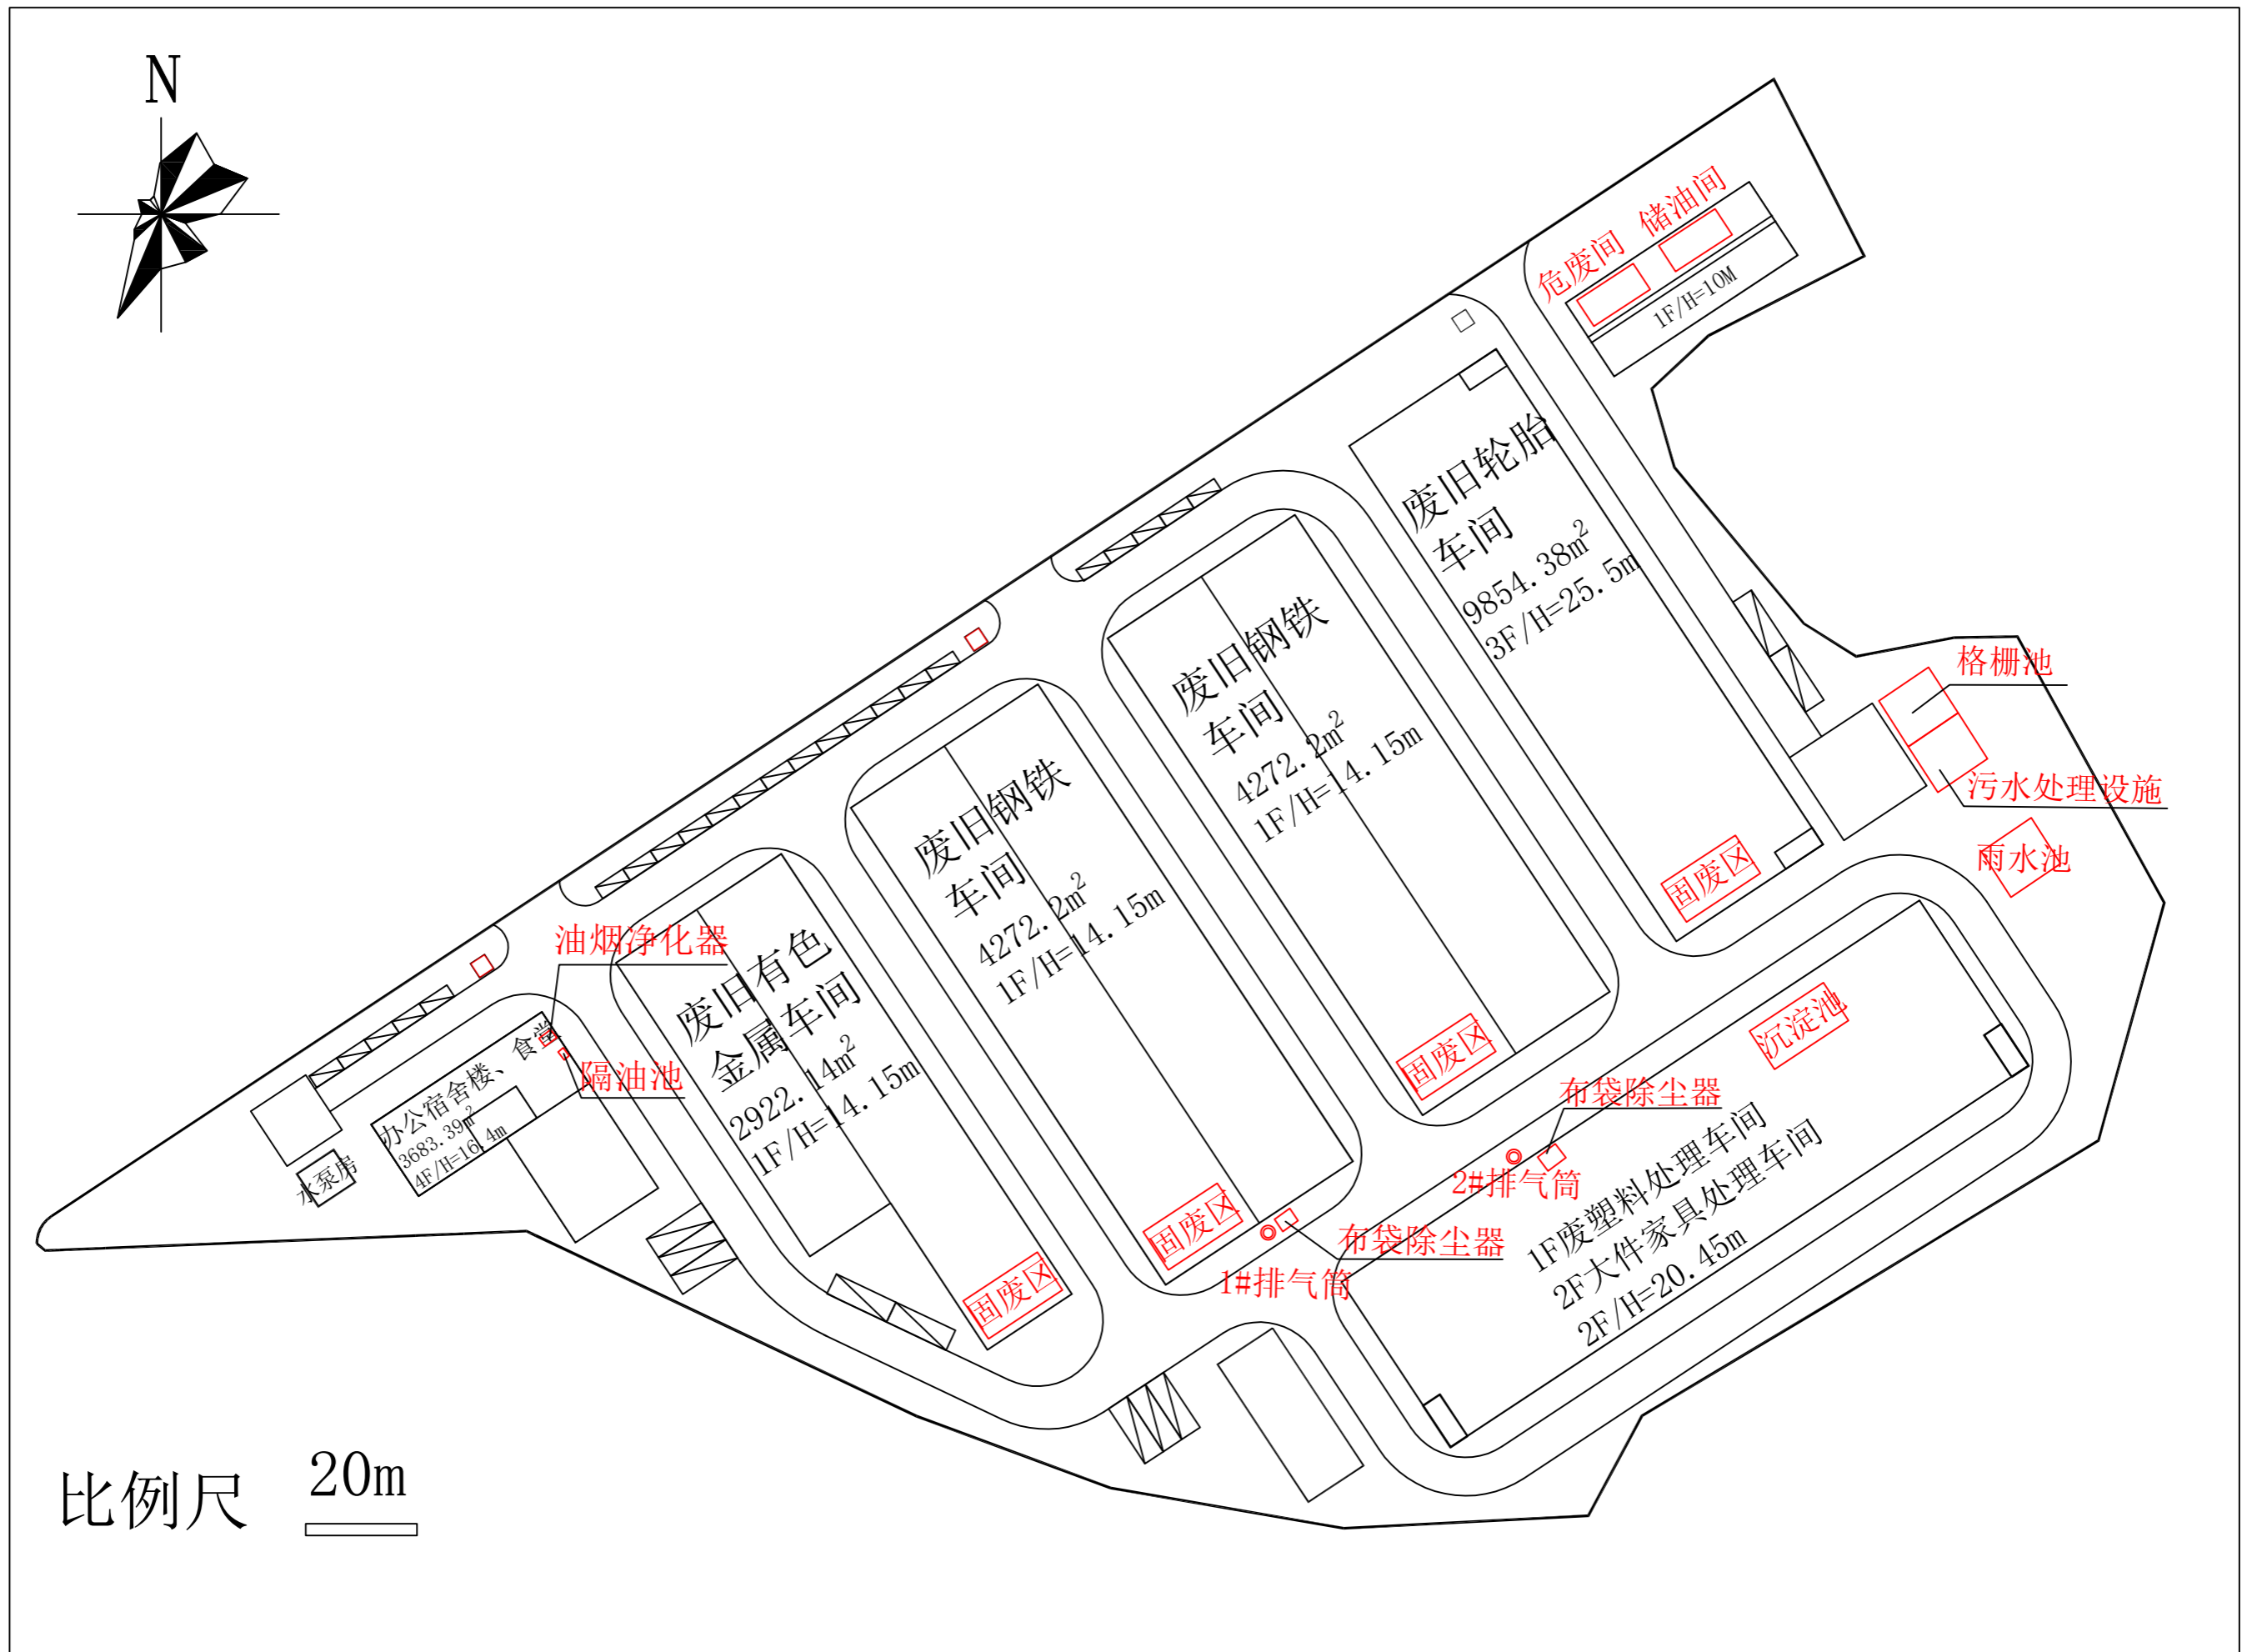 N
危废间
储油间
1F/H=10M
废旧轮胎
车间
9854.38m²
3F/H=25.5m
固废区
废旧钢铁
车间
4272.2m²
1F/H=14.15m
固废区
废旧钢铁
车间
4272.2m²
1F/H=14.15m
固废区
废旧有色
金属车间
2922.14m²
1F/H=14.15m
固废区
油烟净化器
隔油池
办公宿舍楼、食堂
3683.39m²
4F/H=16.4m
水泵房
格栅池
污水处理设施
雨水池
沉淀池
布袋除尘器
2#排气筒
布袋除尘器
1#排气筒
1F废塑料处理车间
2F大件家具处理车间
2F/H=20.45m
比例尺
20m